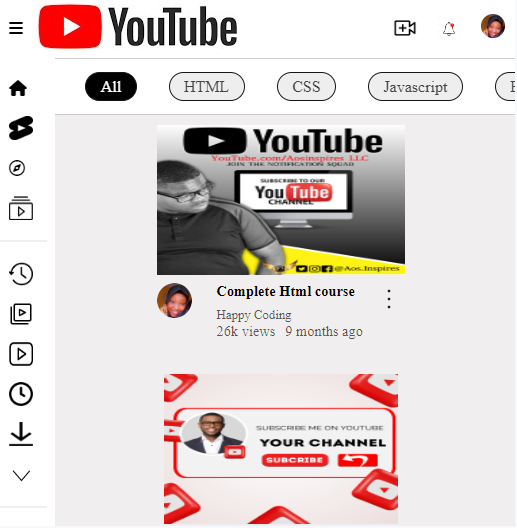 YouTube
All HTML CSS Javascript
YouTube
YouTube.com/Aosinspires LLC
JOIN THE NOTIFICATION SQUAD
SUBSCRIBE TO OUR
YouTube
CHANNEL
@Aos.Inspires
Complete Html course
Happy Coding
26k views 9 months ago
SUBSCRIBE ME ON YOUTUBE
YOUR CHANNEL
SUBCRIBE